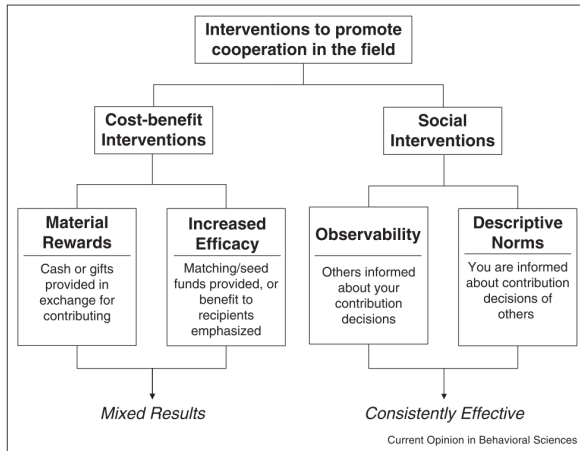 Interventions to promote
cooperation in the field
Cost-benefit
Interventions
Social
Interventions
Material
Rewards
Cash or gifts
provided in
exchange for
contributing
Increased
Efficacy
Matching/seed
funds provided, or
benefit to
recipients
emphasized
Observability
Others informed
about your
contribution
decisions
Descriptive
Norms
You are informed
about contribution
decisions of
others
Mixed Results
Consistently Effective
Current Opinion in Behavioral Sciences